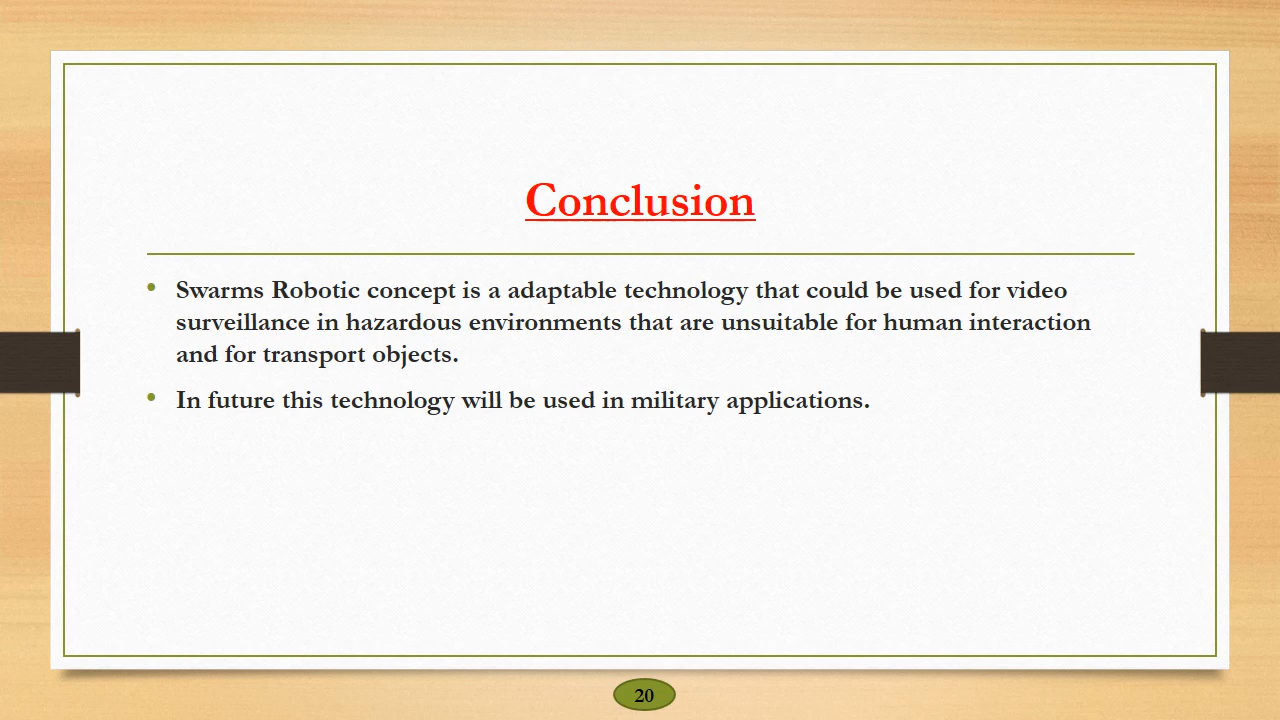 Conclusion
• Swarms Robotic concept is a adaptable technology that could be used for video
surveillance in hazardous environments that are unsuitable for human interaction
and for transport objects.
• In future this technology will be used in military applications.
20